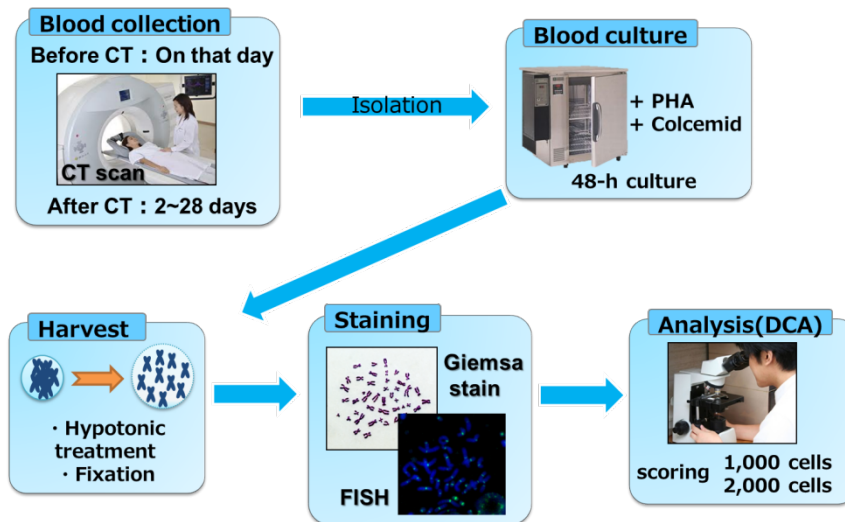 Blood collection
Before CT : On that day
CT scan
After CT : 2~28 days
Isolation
Blood culture
+ PHA
+ Colcemid
48-h culture
Harvest
・Hypotonic
treatment
・Fixation
Staining
Giemsa
stain
FISH
Analysis(DCA)
scoring 1,000 cells
2,000 cells